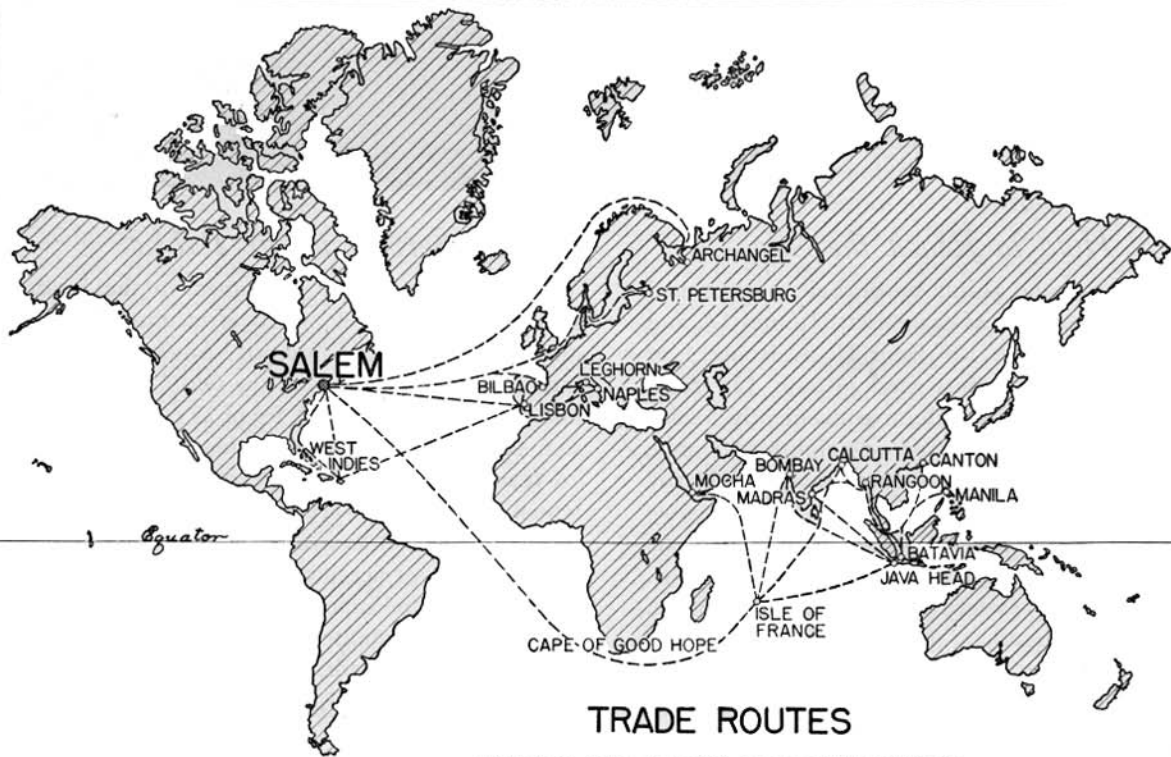 ARCHANGEL
ST. PETERSBURG
SALEM
LEGHORN
BILBAO
NAPLES
LISBON
WEST
INDIES
CALCUTTA
BOMBAY
CANTON
MOCHA
RANGOON
MADRAS
MANILA
Equator
BATAVIA
JAVA HEAD
ISLE OF
FRANCE
CAPE OF GOOD HOPE
TRADE ROUTES